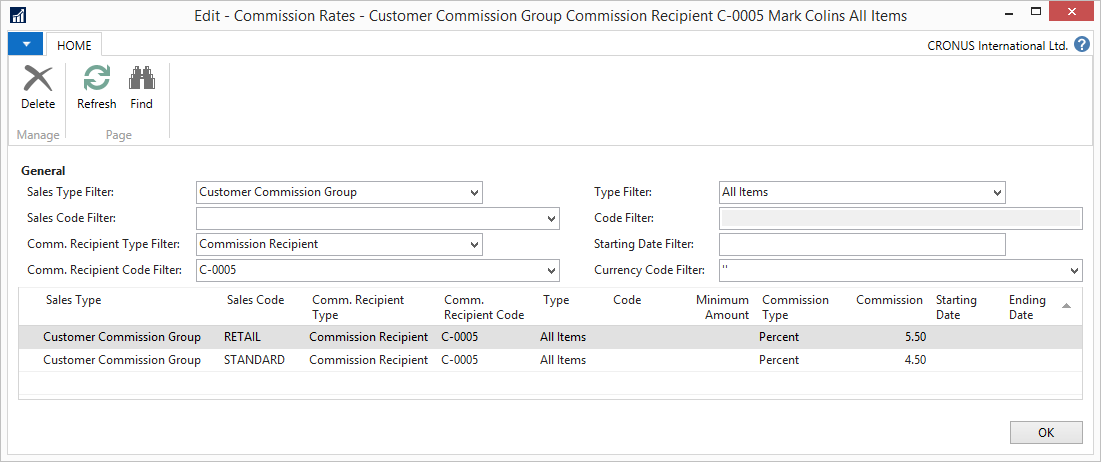 Edit - Commission Rates - Customer Commission Group Commission Recipient C-0005 Mark Colins All Items
HOME
CRONUS International Ltd. ?
Delete Refresh Find
Manage Page
General
Sales Type Filter: Customer Commission Group Type Filter: All Items
Sales Code Filter: Code Filter:
Comm. Recipient Type Filter: Commission Recipient Starting Date Filter:
Comm. Recipient Code Filter: C-0005 Currency Code Filter: ''
Sales Type Sales Code Comm. Recipient Comm. Type Code Minimum Commission Commission Starting Ending
Type Recipient Code Amount Type Date Date
Customer Commission Group RETAIL Commission Recipient C-0005 All Items Percent 5.50
Customer Commission Group STANDARD Commission Recipient C-0005 All Items Percent 4.50
OK